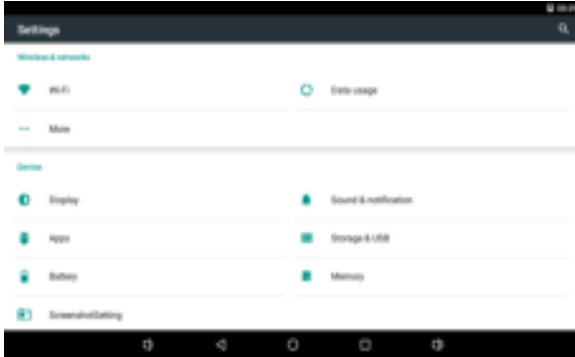 Settings
Wireless & networks
Wi-Fi
Data usage
More
Device
Display
Sound & notification
Apps
Storage & USB
Battery
Memory
ScreenshotSetting